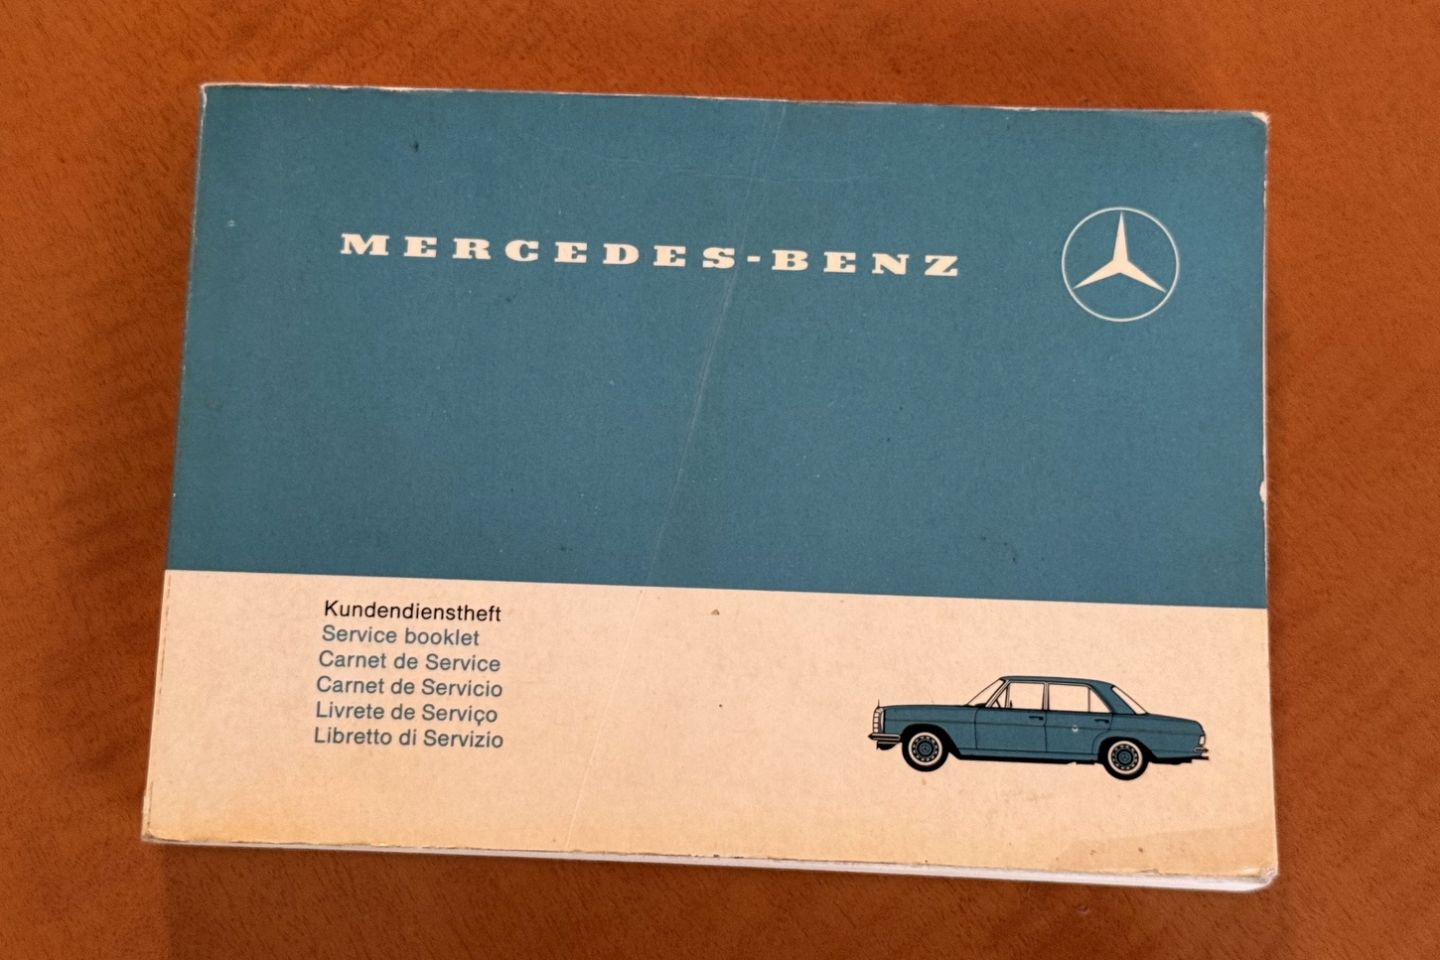 MERCEDES-BENZ
Kundendienstheft
Service booklet
Carnet de Service
Carnet de Servicio
Livrete de Serviço
Libretto di Servizio